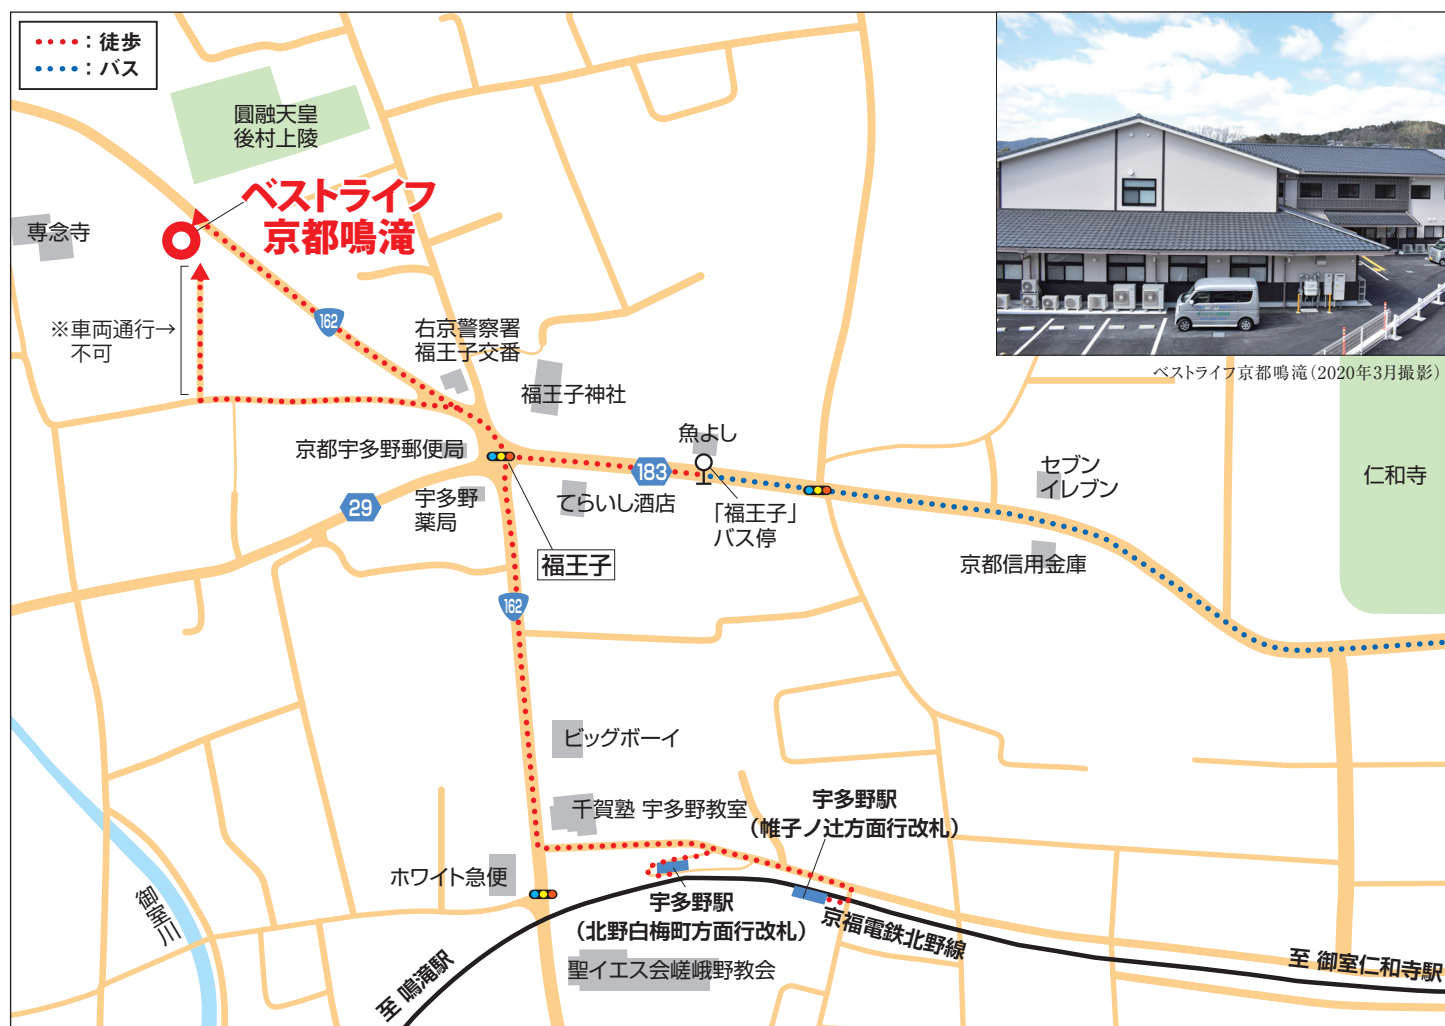 ：徒歩
：バス
圓融天皇
後村上陵
ベストライフ
京都鳴滝
専念寺
※車両通行→
不可
162
右京警察署
福王子交番
福王子神社
ベストライフ京都鳴滝（2020年3月撮影）
京都宇多野郵便局
魚よし
183
セブン
イレブン
仁和寺
29
宇多野
薬局
てらいし酒店
「福王子」
バス停
福王子
京都信用金庫
162
ビッグボーイ
千賀塾 宇多野教室
宇多野駅
（帷子ノ辻方面行改札）
ホワイト急便
御室川
宇多野駅
（北野白梅町方面行改札）
京福電鉄北野線
聖イエス会嵯峨野教会
至 鳴滝駅
至 御室仁和寺駅